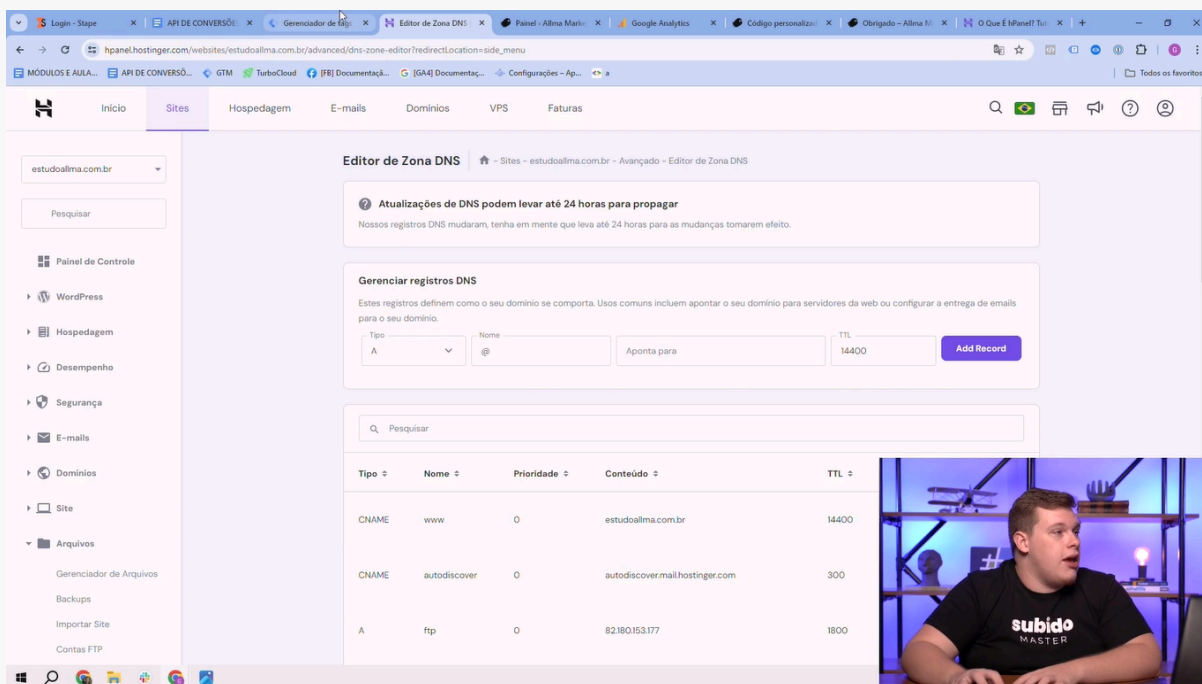 Login - Stape
API DE CONVERSÕE
Gerenciador de tags
Editor de Zona DNS
Painel ‹ Allma Marke
Google Analytics
Código personaliza
Obrigado – Allma M
O Que É hPanel? Tut
hpanel.hostinger.com/websites/estudoallma.com.br/advanced/dns-zone-editor?redirectLocation=side_menu
MÓDULOS E AULA...
API DE CONVERSÕ...
GTM
TurboCloud
[FB] Documentaçã...
[GA4] Documentaç...
Configurações – Ap...
a
Todos os favoritos
Início
Sites
Hospedagem
E-mails
Domínios
VPS
Faturas
estudoallma.com.br
Pesquisar
Painel de Controle
WordPress
Hospedagem
Desempenho
Segurança
E-mails
Domínios
Site
Arquivos
Gerenciador de Arquivos
Backups
Importar Site
Contas FTP
Editor de Zona DNS
- Sites - estudoallma.com.br - Avançado - Editor de Zona DNS
Atualizações de DNS podem levar até 24 horas para propagar
Nossos registros DNS mudaram, tenha em mente que leva até 24 horas para as mudanças tomarem efeito.
Gerenciar registros DNS
Estes registros definem como o seu domínio se comporta. Usos comuns incluem apontar o seu domínio para servidores da web ou configurar a entrega de emails
para o seu domínio.
Tipo
A
Nome
@
Aponta para
TTL
14400
Add Record
Pesquisar
Tipo Nome Prioridade Conteúdo TTL
CNAME www 0 estudoallma.com.br 14400
CNAME autodiscover 0 autodiscover.mail.hostinger.com 300
A ftp 0 82.180.153.177 1800
subido
MASTER